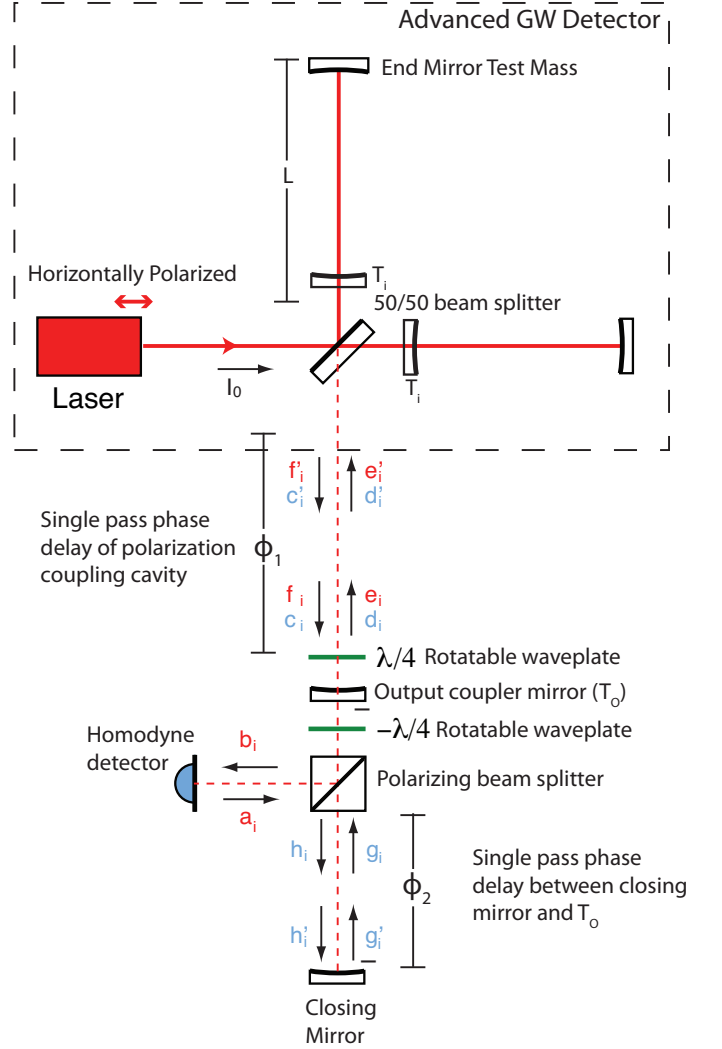 Advanced GW Detector
End Mirror Test Mass
L
Horizontally Polarized
T_i
50/50 beam splitter
Laser
I_0
T_i
f'_i
e'_i
c'_i
d'_i
Single pass phase
delay of polarization
coupling cavity
ϕ_1
f_i
e_i
c_i
d_i
λ/4 Rotatable waveplate
Output coupler mirror (T_O)
−
−λ/4 Rotatable waveplate
Homodyne
detector
b_i
Polarizing beam splitter
a_i
h_i
g_i
Single pass phase
delay between closing
mirror and T_O
ϕ_2
h'_i
g'_i
−
Closing
Mirror